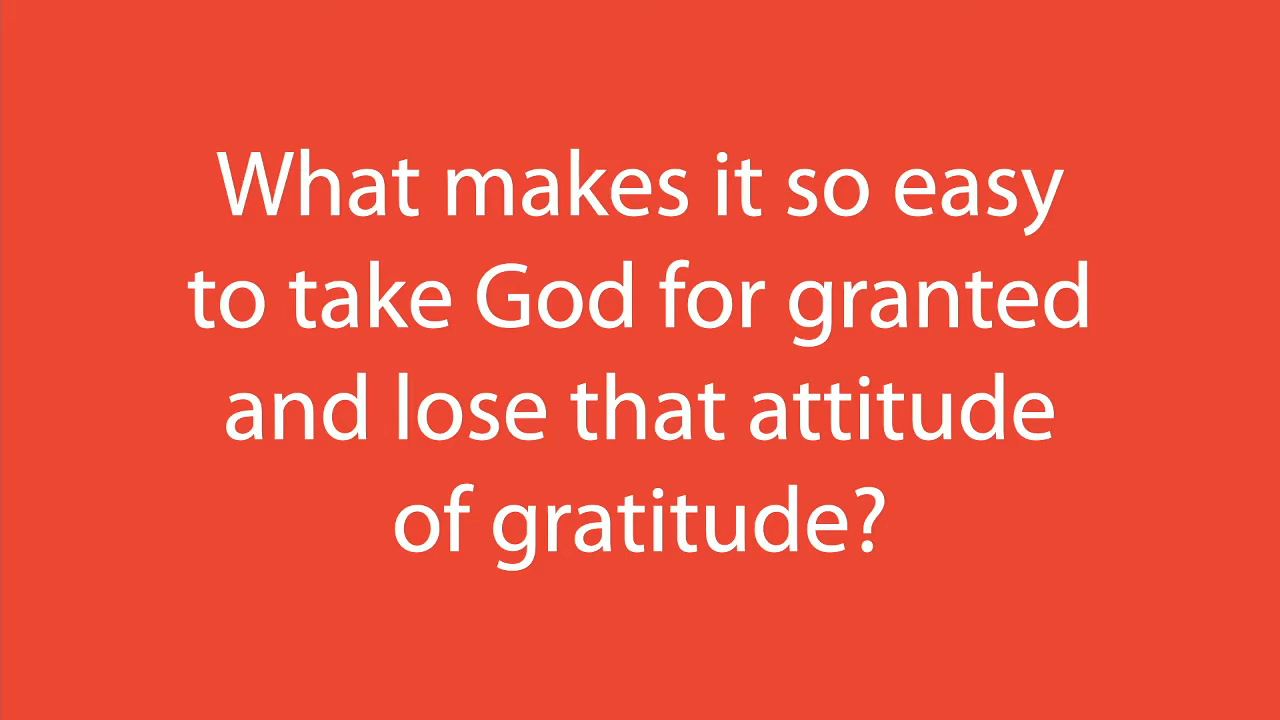 What makes it so easy
to take God for granted
and lose that attitude
of gratitude?